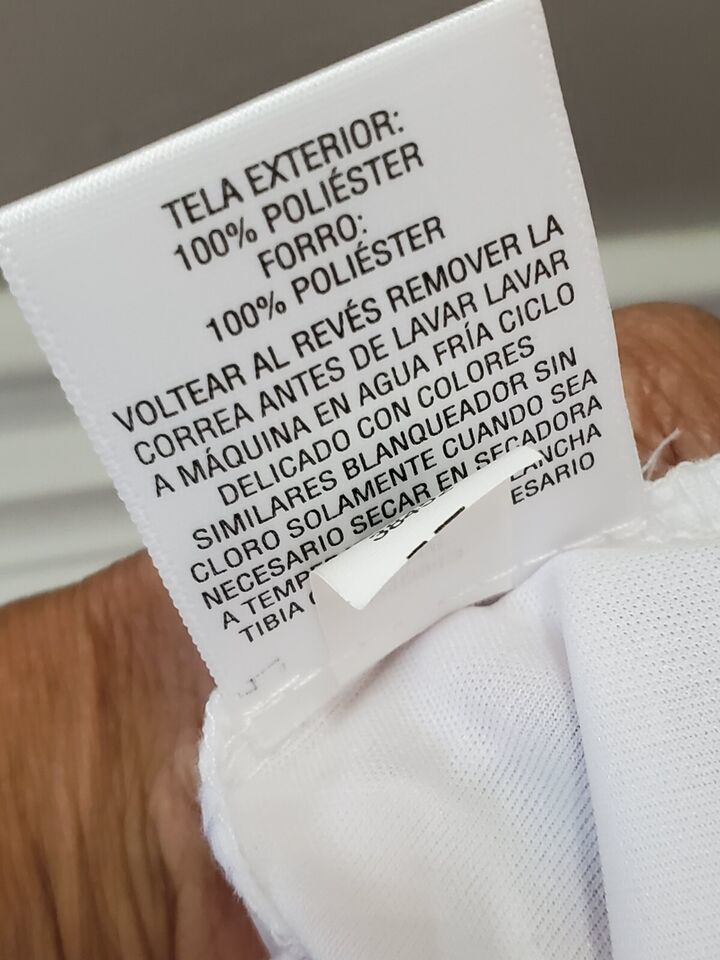 TELA EXTERIOR:
100% POLIÉSTER
FORRO:
100% POLIÉSTER
VOLTEAR AL REVÉS REMOVER LA
CORREA ANTES DE LAVAR LAVAR
A MÁQUINA EN AGUA FRÍA CICLO
DELICADO CON COLORES
SIMILARES BLANQUEADOR SIN
CLORO SOLAMENTE CUANDO SEA
NECESARIO SECAR EN SECADORA
A
TIBIA